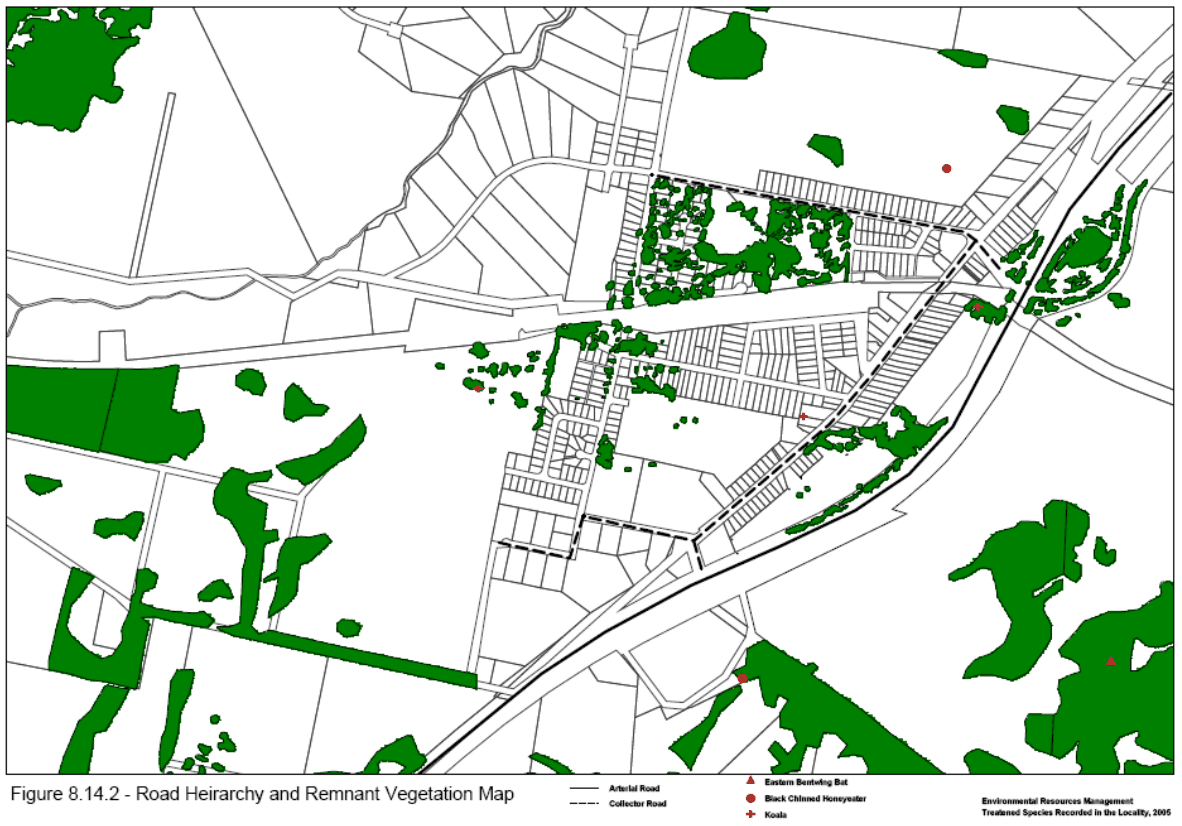 Figure 8.14.2 - Road Heirarchy and Remnant Vegetation Map
Arterial Road
Collector Road
Eastern Bentwing Bat
Black Chinned Honeyeater
Koala
Environmental Resources Management
Treatened Species Recorded in the Locality, 2005